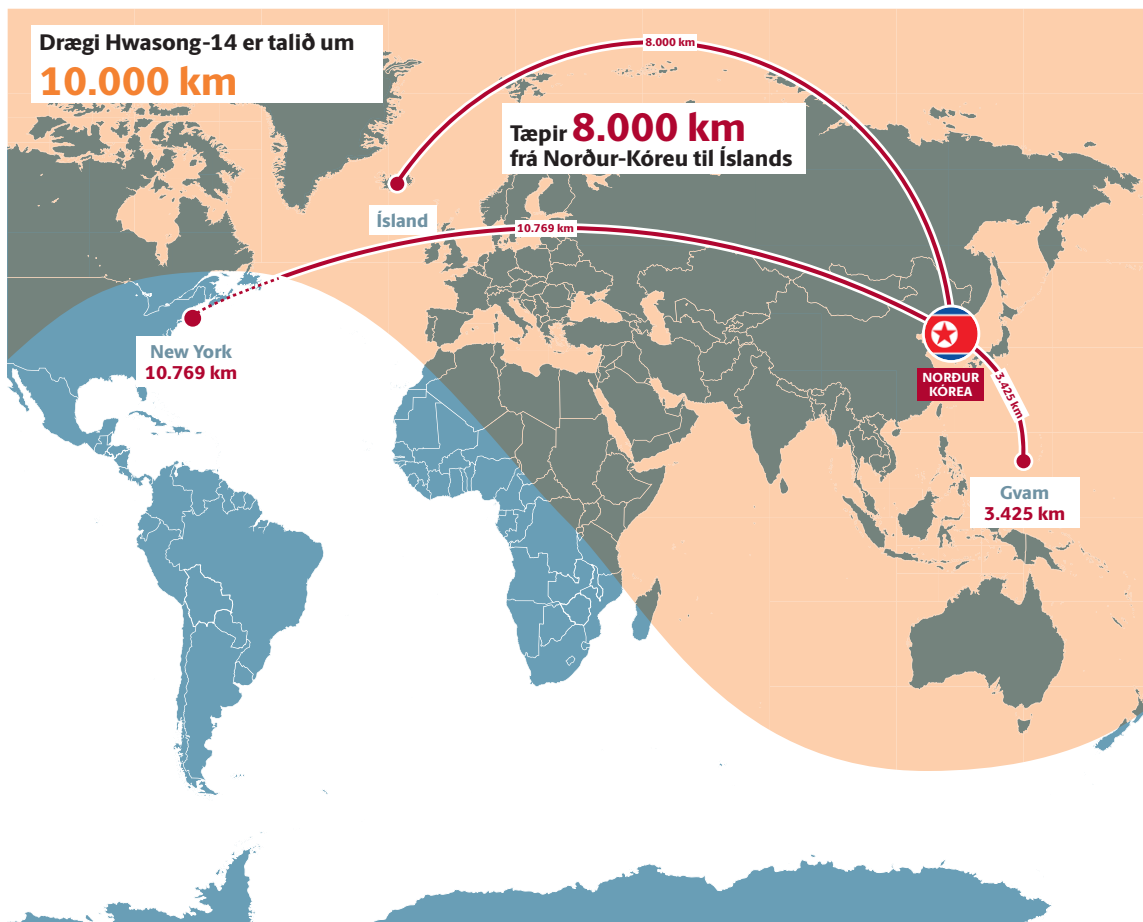 Drægi Hwasong-14 er talið um
10.000 km
8.000 km
Tæpir 8.000 km
frá Norður-Kóreu til Íslands
Ísland
10.769 km
New York
10.769 km
NORÐUR
KÓREA
3.425 km
Gvam
3.425 km